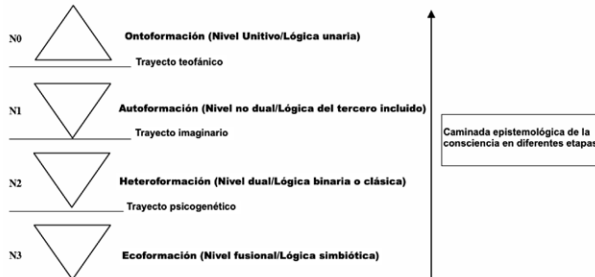 N0
Ontoformación (Nivel Unitivo/Lógica unaria)
Trayecto teofánico
N1
Autoformación (Nivel no dual/Lógica del tercero incluido)
Trayecto imaginario
Caminada epistemológica de la
consciencia en diferentes etapas
N2
Heteroformación (Nivel dual/Lógica binaria o clásica)
Trayecto psicogenético
N3
Ecoformación (Nivel fusional/Lógica simbiótica)